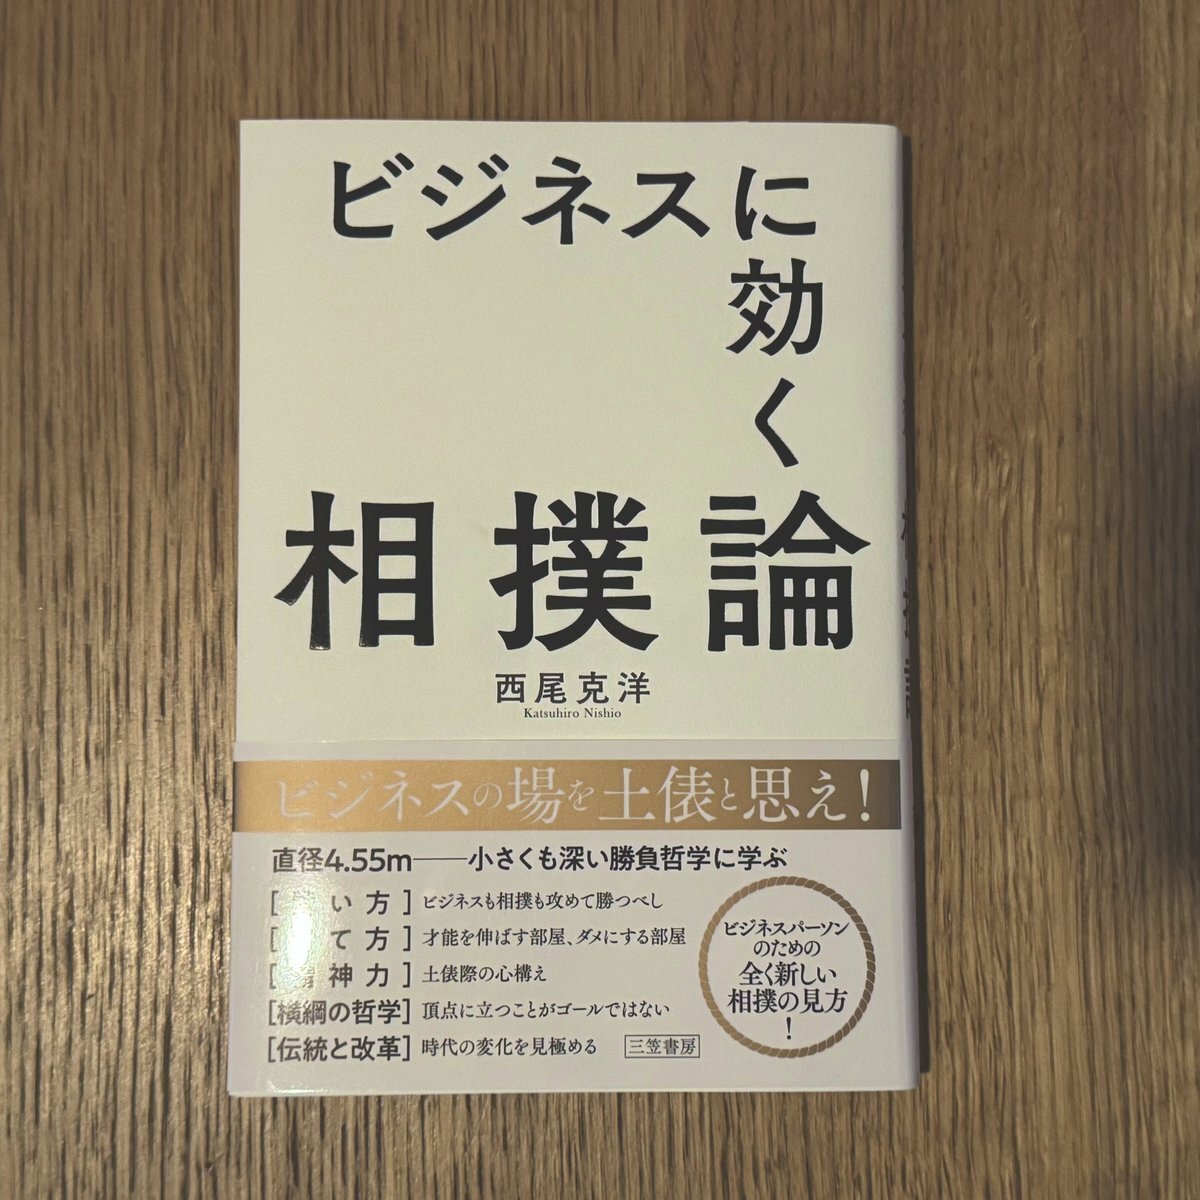 ビジネスに
効く
相撲論
西尾克洋
Katsuhiro Nishio
ビジネスの場を土俵と思え!
直径4.55m——小さくも深い勝負哲学に学ぶ
い方] ビジネスも相撲も攻めて勝つべし
て方] 才能を伸ばす部屋、ダメにする部屋
神力] 土俵際の心構え
[横綱の哲学] 頂点に立つことがゴールではない
[伝統と改革] 時代の変化を見極める
三笠書房
ビジネスパーソン
のための
全く新しい
相撲の見方
!